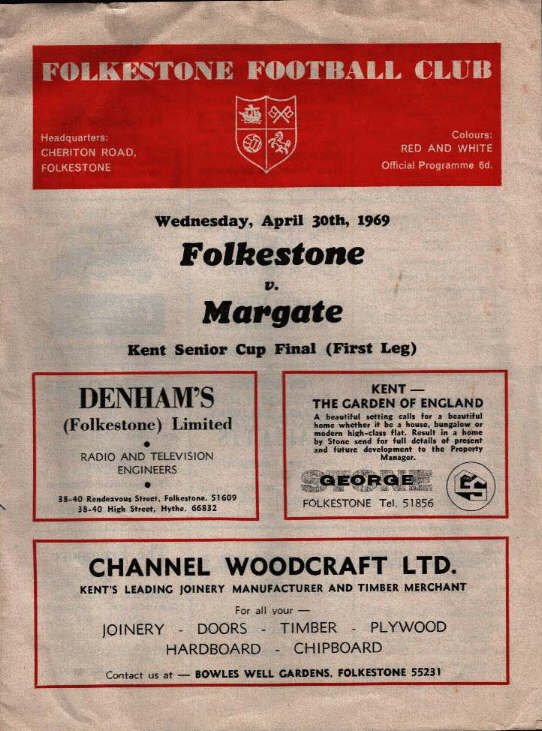 FOLKESTONE FOOTBALL CLUB
Headquarters:
CHERITON ROAD,
FOLKESTONE
Colours:
RED AND WHITE
Official Programme 6d.
Wednesday, April 30th, 1969
Folkestone
v.
Margate
Kent Senior Cup Final (First Leg)
DENHAM'S
(Folkestone) Limited
RADIO AND TELEVISION
ENGINEERS
38-40 Rendezvous Street, Folkestone. 51609
38-40 High Street, Hythe. 66832
KENT —
THE GARDEN OF ENGLAND
A beautiful setting calls for a beautiful
home whether it be a house, bungalow or
modern high-class flat. Result in a home
by Stone send for full details of present
and future development to the Property
Manager.
GEORGE
STONE
FOLKESTONE Tel. 51856
CHANNEL WOODCRAFT LTD.
KENT'S LEADING JOINERY MANUFACTURER AND TIMBER MERCHANT
For all your —
JOINERY - DOORS - TIMBER - PLYWOOD
HARDBOARD - CHIPBOARD
Contact us at — BOWLES WELL GARDENS, FOLKESTONE 55231